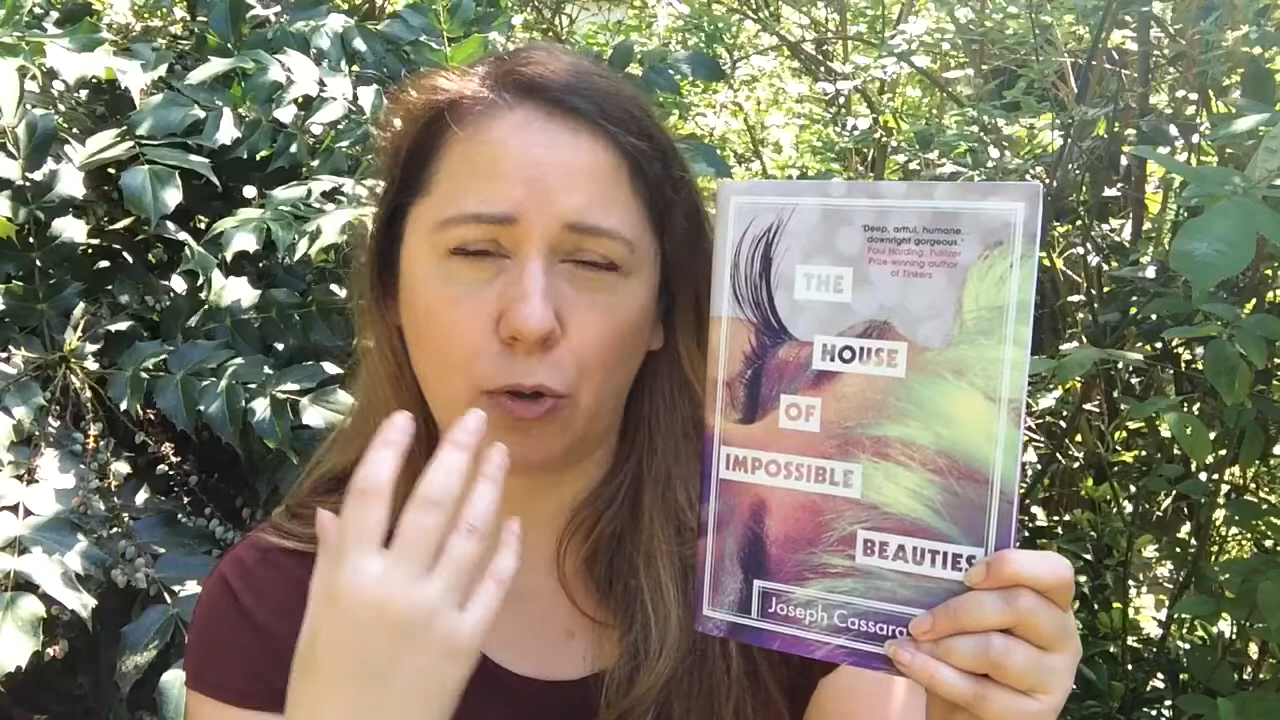 'Deep, artful, humane...
downright gorgeous.'
Paul Harding, Pulitzer
Prize-winning author
of Tinkers
THE
HOUSE
OF
IMPOSSIBLE
BEAUTIES
Joseph Cassara